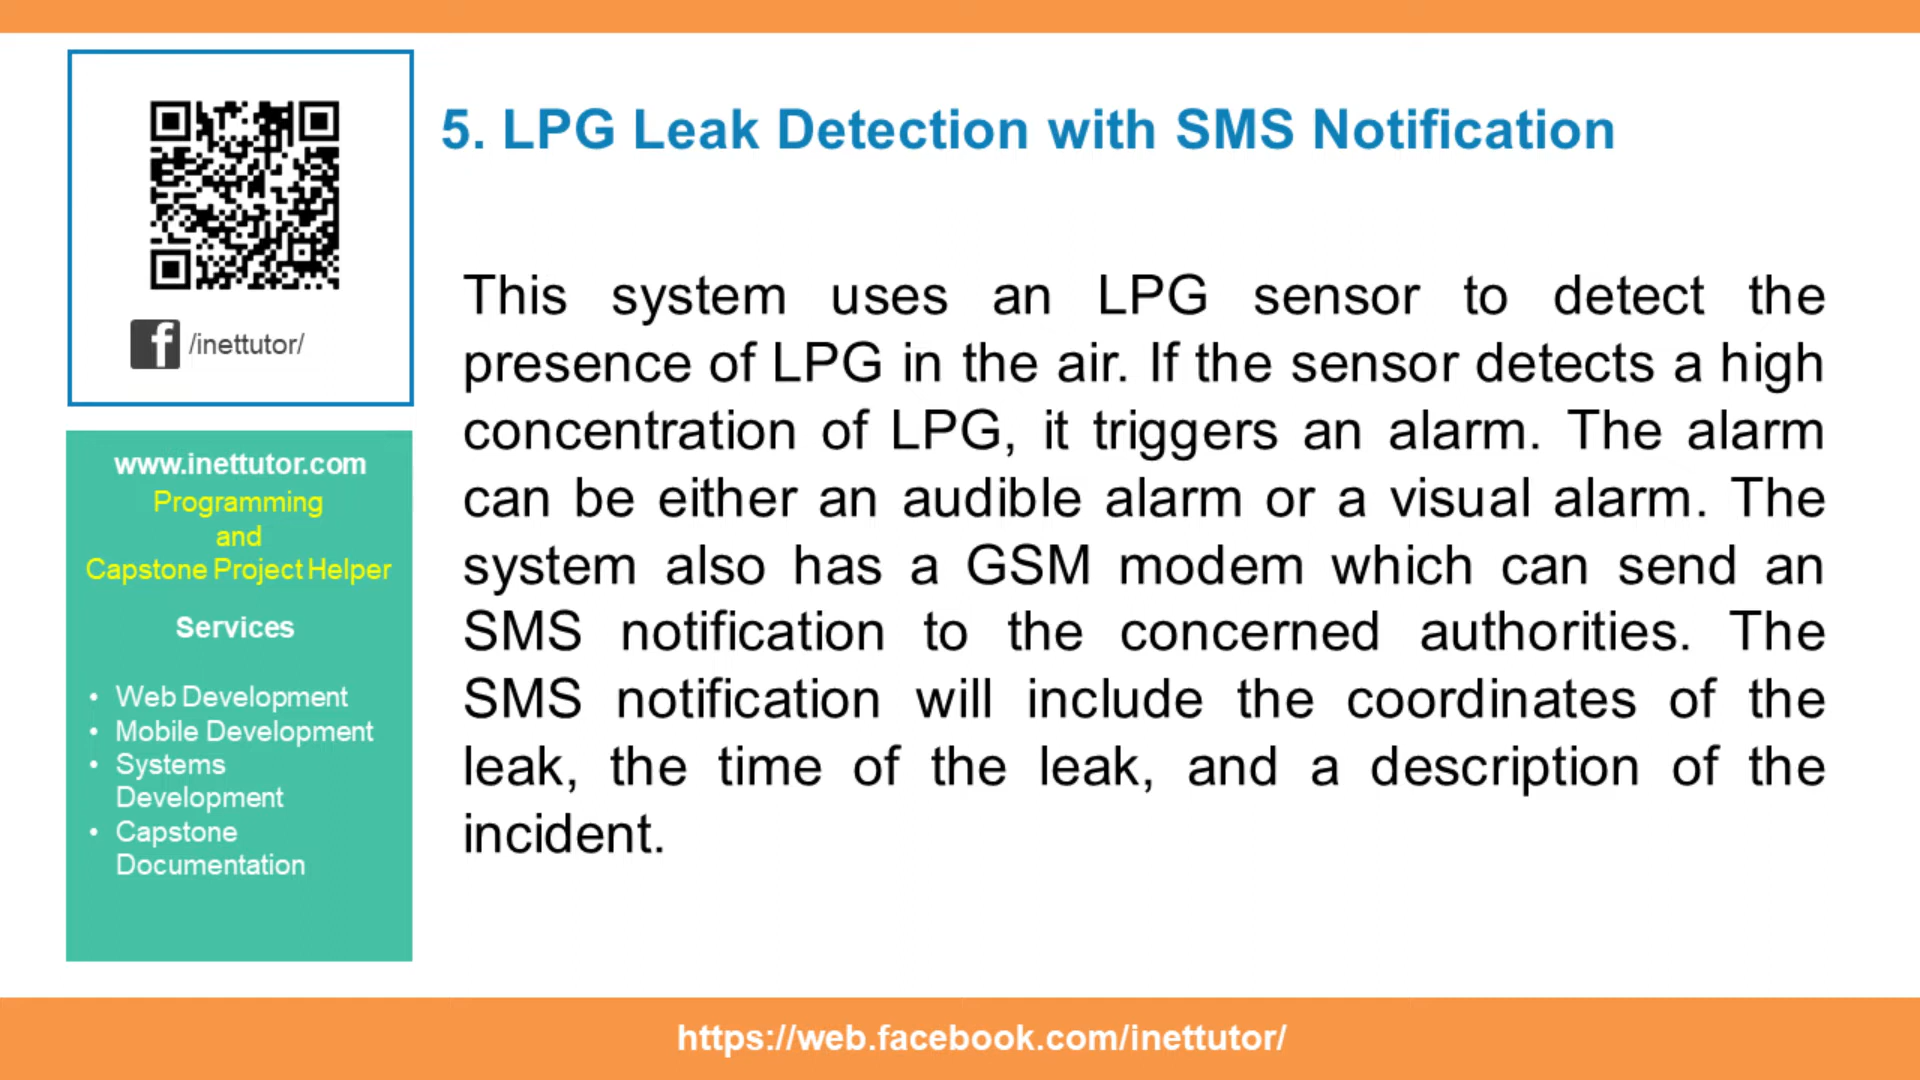 5. LPG Leak Detection with SMS Notification
/inettutor/
www.inettutor.com
Programming
and
Capstone Project Helper
Services
• Web Development
• Mobile Development
• Systems
Development
• Capstone
Documentation
This system uses an LPG sensor to detect the
presence of LPG in the air. If the sensor detects a high
concentration of LPG, it triggers an alarm. The alarm
can be either an audible alarm or a visual alarm. The
system also has a GSM modem which can send an
SMS notification to the concerned authorities. The
SMS notification will include the coordinates of the
leak, the time of the leak, and a description of the
incident.
https://web.facebook.com/inettutor/